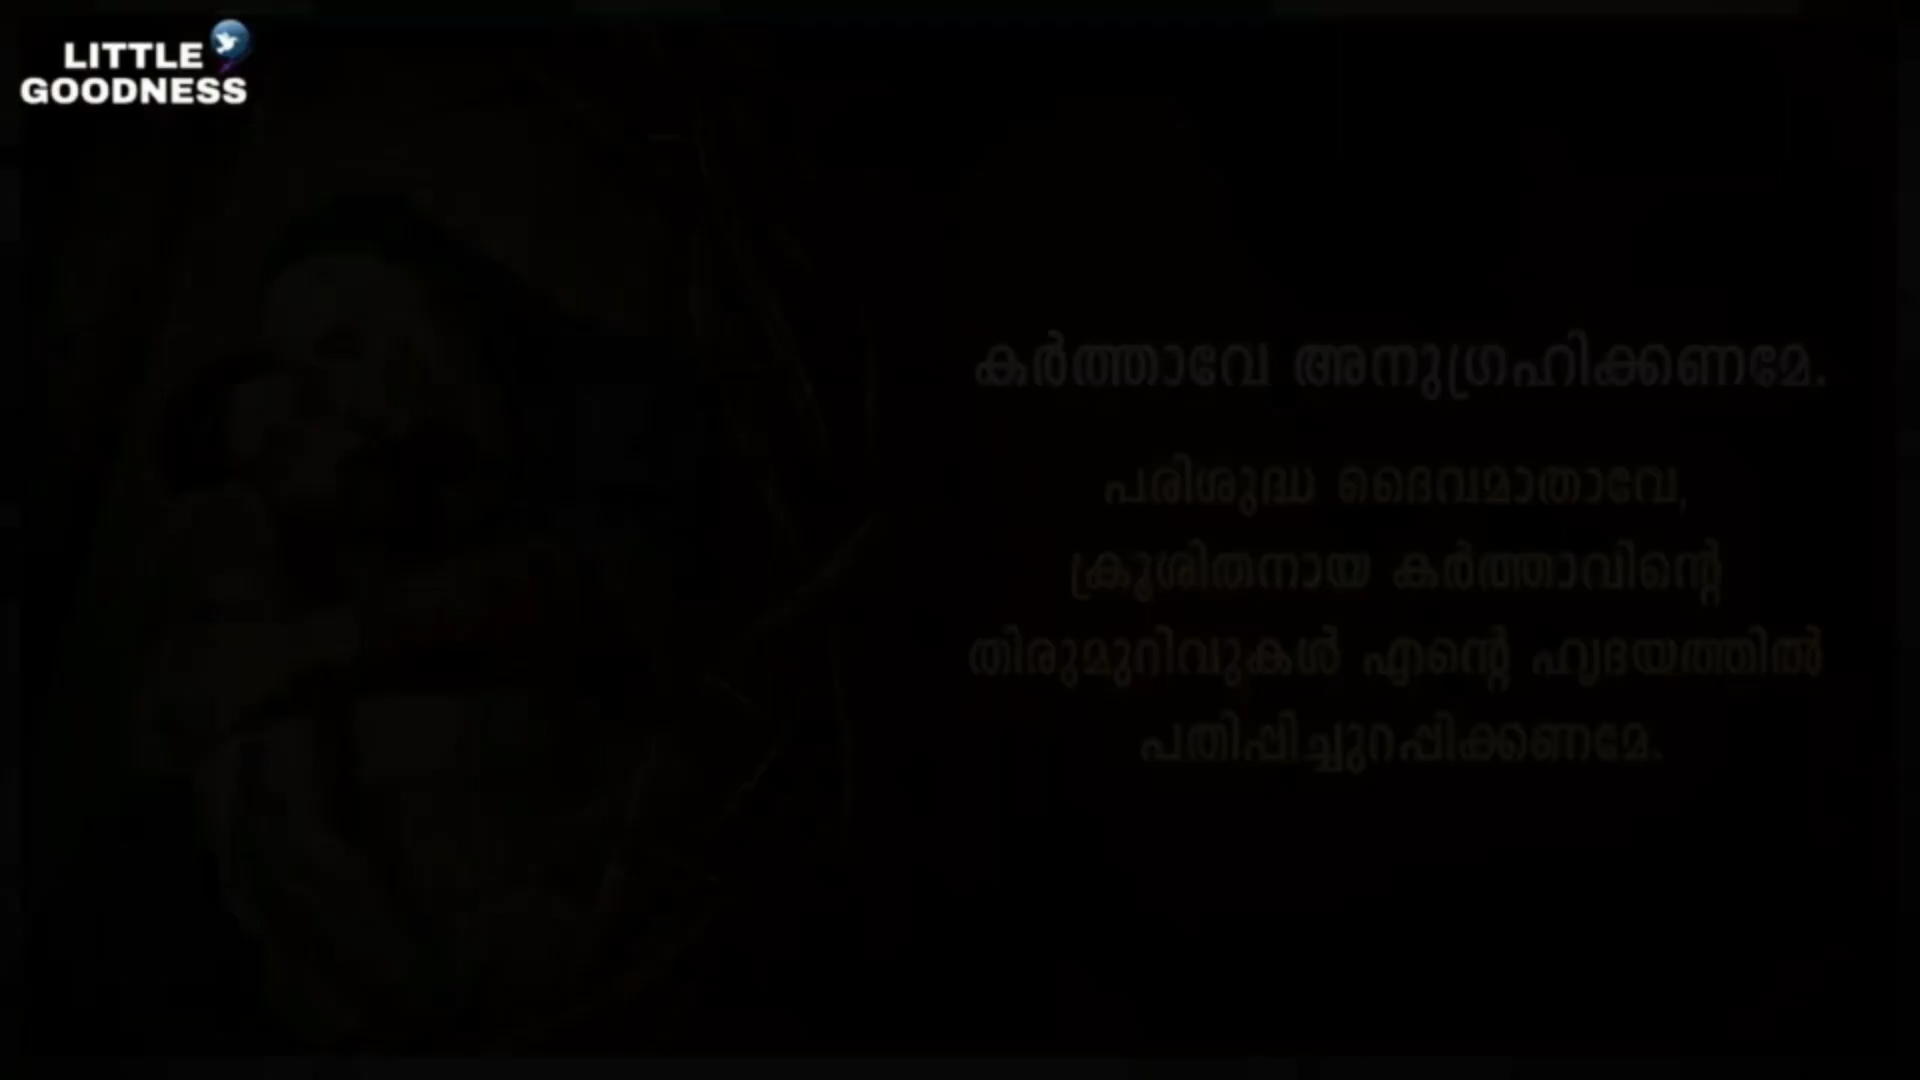 LITTLE
GOODNESS
കർത്താവേ അനുഗ്രഹിക്കണമേ.
പരിശുദ്ധ ദൈവമാതാവേ,
ക്രൂശിതനായ കർത്താവിന്റെ
തിരുമുറിവുകൾ എന്റെ ഹൃദയത്തിൽ
പതിപ്പിച്ചുറപ്പിക്കണമേ.